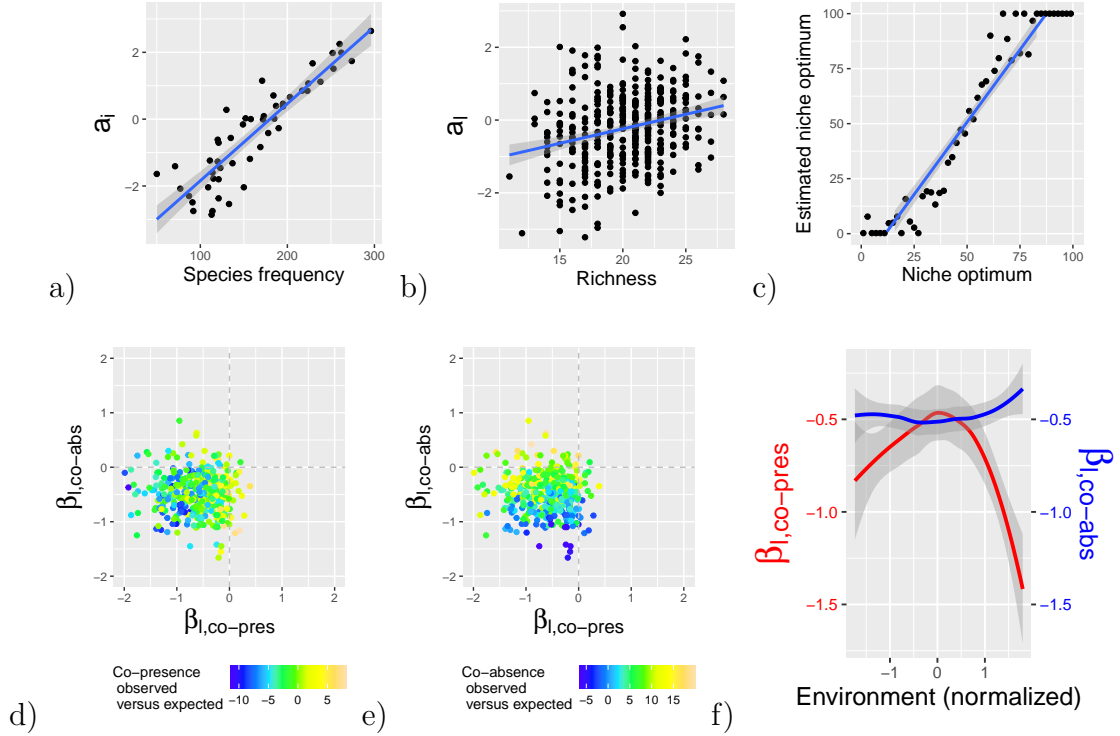 2
0
−2
a_i
100
200
300
Species frequency
a)
2
0
−2
a_l
15
20
25
Richness
b)
100
75
50
25
0
Estimated niche optimum
0
25
50
75
100
Niche optimum
c)
2
1
0
−1
−2
β_l,co−abs
−2
−1
0
1
2
β_l,co−pres
Co−presence
observed
versus expected
−10
−5
0
5
d)
2
1
0
−1
−2
β_l,co−abs
−2
−1
0
1
2
β_l,co−pres
Co−absence
observed
versus expected
−5
0
5
10
15
e)
−0.5
−1.0
−1.5
β_l,co−pres
−0.5
−1.0
−1.5
β_l,co−abs
−1
0
1
Environment (normalized)
f)